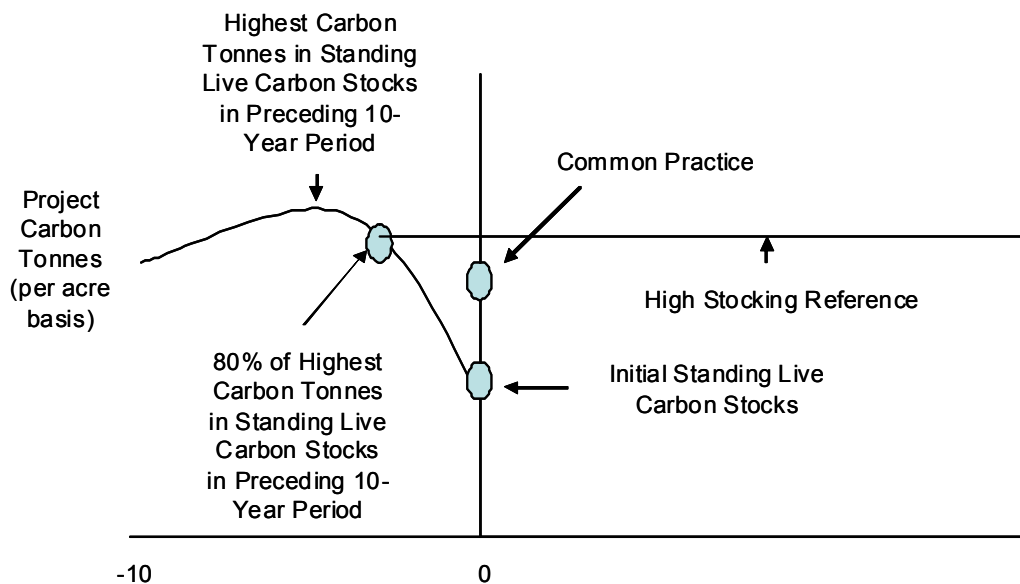 Highest Carbon
Tonnes in Standing
Live Carbon Stocks
in Preceding 10-
Year Period
Common Practice
Project
Carbon
Tonnes
(per acre
basis)
High Stocking Reference
80% of Highest
Carbon Tonnes
in Standing Live
Carbon Stocks
in Preceding 10-
Year Period
Initial Standing Live
Carbon Stocks
-10
0